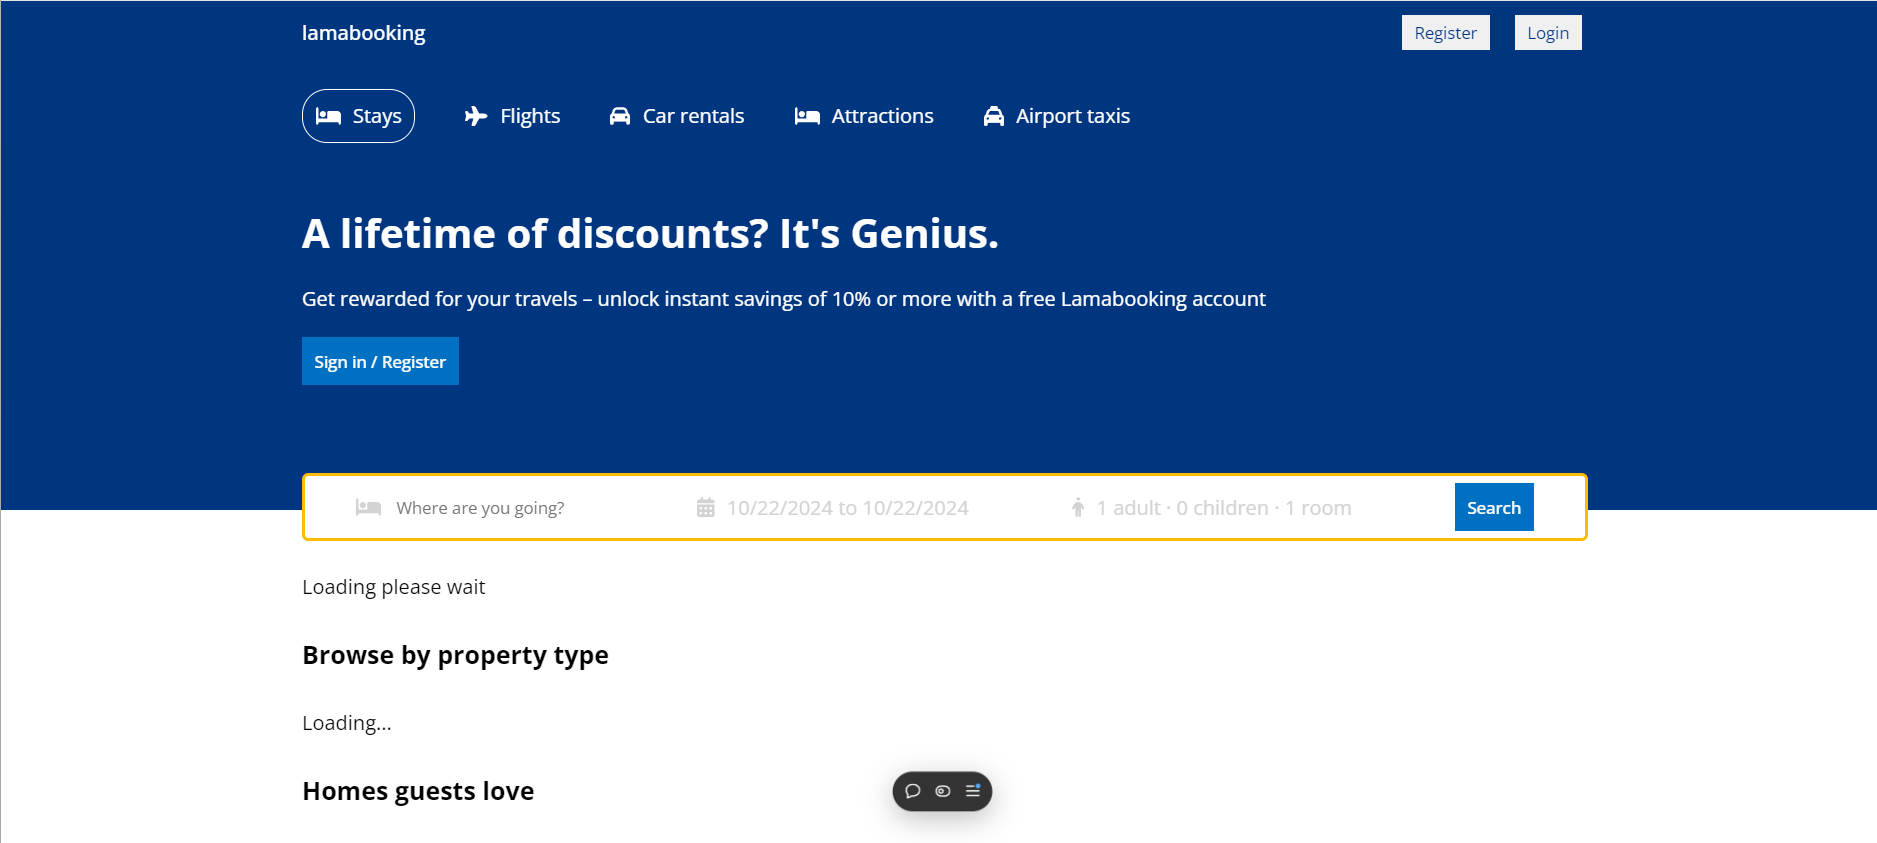 lamabooking
Register
Login
Stays
Flights
Car rentals
Attractions
Airport taxis
A lifetime of discounts? It's Genius.
Get rewarded for your travels – unlock instant savings of 10% or more with a free Lamabooking account
Sign in / Register
Where are you going?
10/22/2024 to 10/22/2024
1 adult · 0 children · 1 room
Search
Loading please wait
Browse by property type
Loading...
Homes guests love